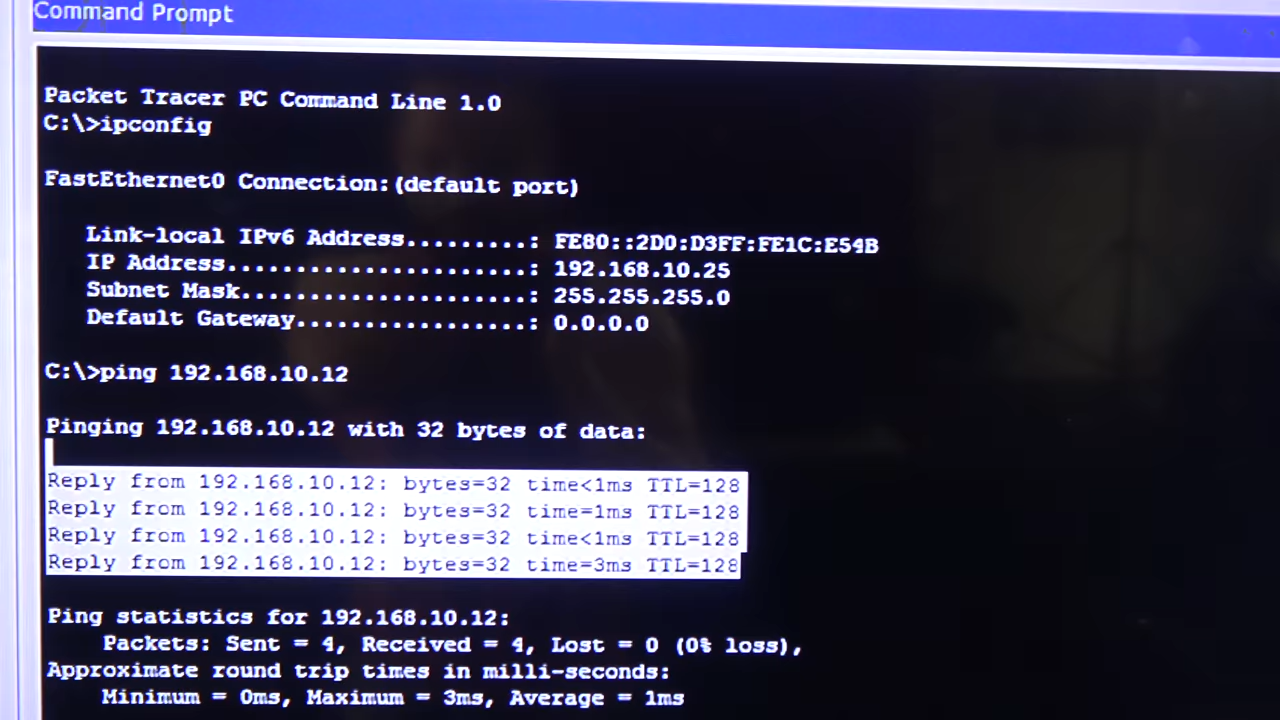 Command Prompt
Packet Tracer PC Command Line 1.0
C:\>ipconfig
FastEthernet0 Connection:(default port)
Link-local IPv6 Address.........: FE80::2D0:D3FF:FE1C:E54B
IP Address......................: 192.168.10.25
Subnet Mask.....................: 255.255.255.0
Default Gateway.................: 0.0.0.0
C:\>ping 192.168.10.12
Pinging 192.168.10.12 with 32 bytes of data:
Reply from 192.168.10.12: bytes=32 time<1ms TTL=128
Reply from 192.168.10.12: bytes=32 time=1ms TTL=128
Reply from 192.168.10.12: bytes=32 time<1ms TTL=128
Reply from 192.168.10.12: bytes=32 time=3ms TTL=128
Ping statistics for 192.168.10.12:
Packets: Sent = 4, Received = 4, Lost = 0 (0% loss),
Approximate round trip times in milli-seconds:
Minimum = 0ms, Maximum = 3ms, Average = 1ms